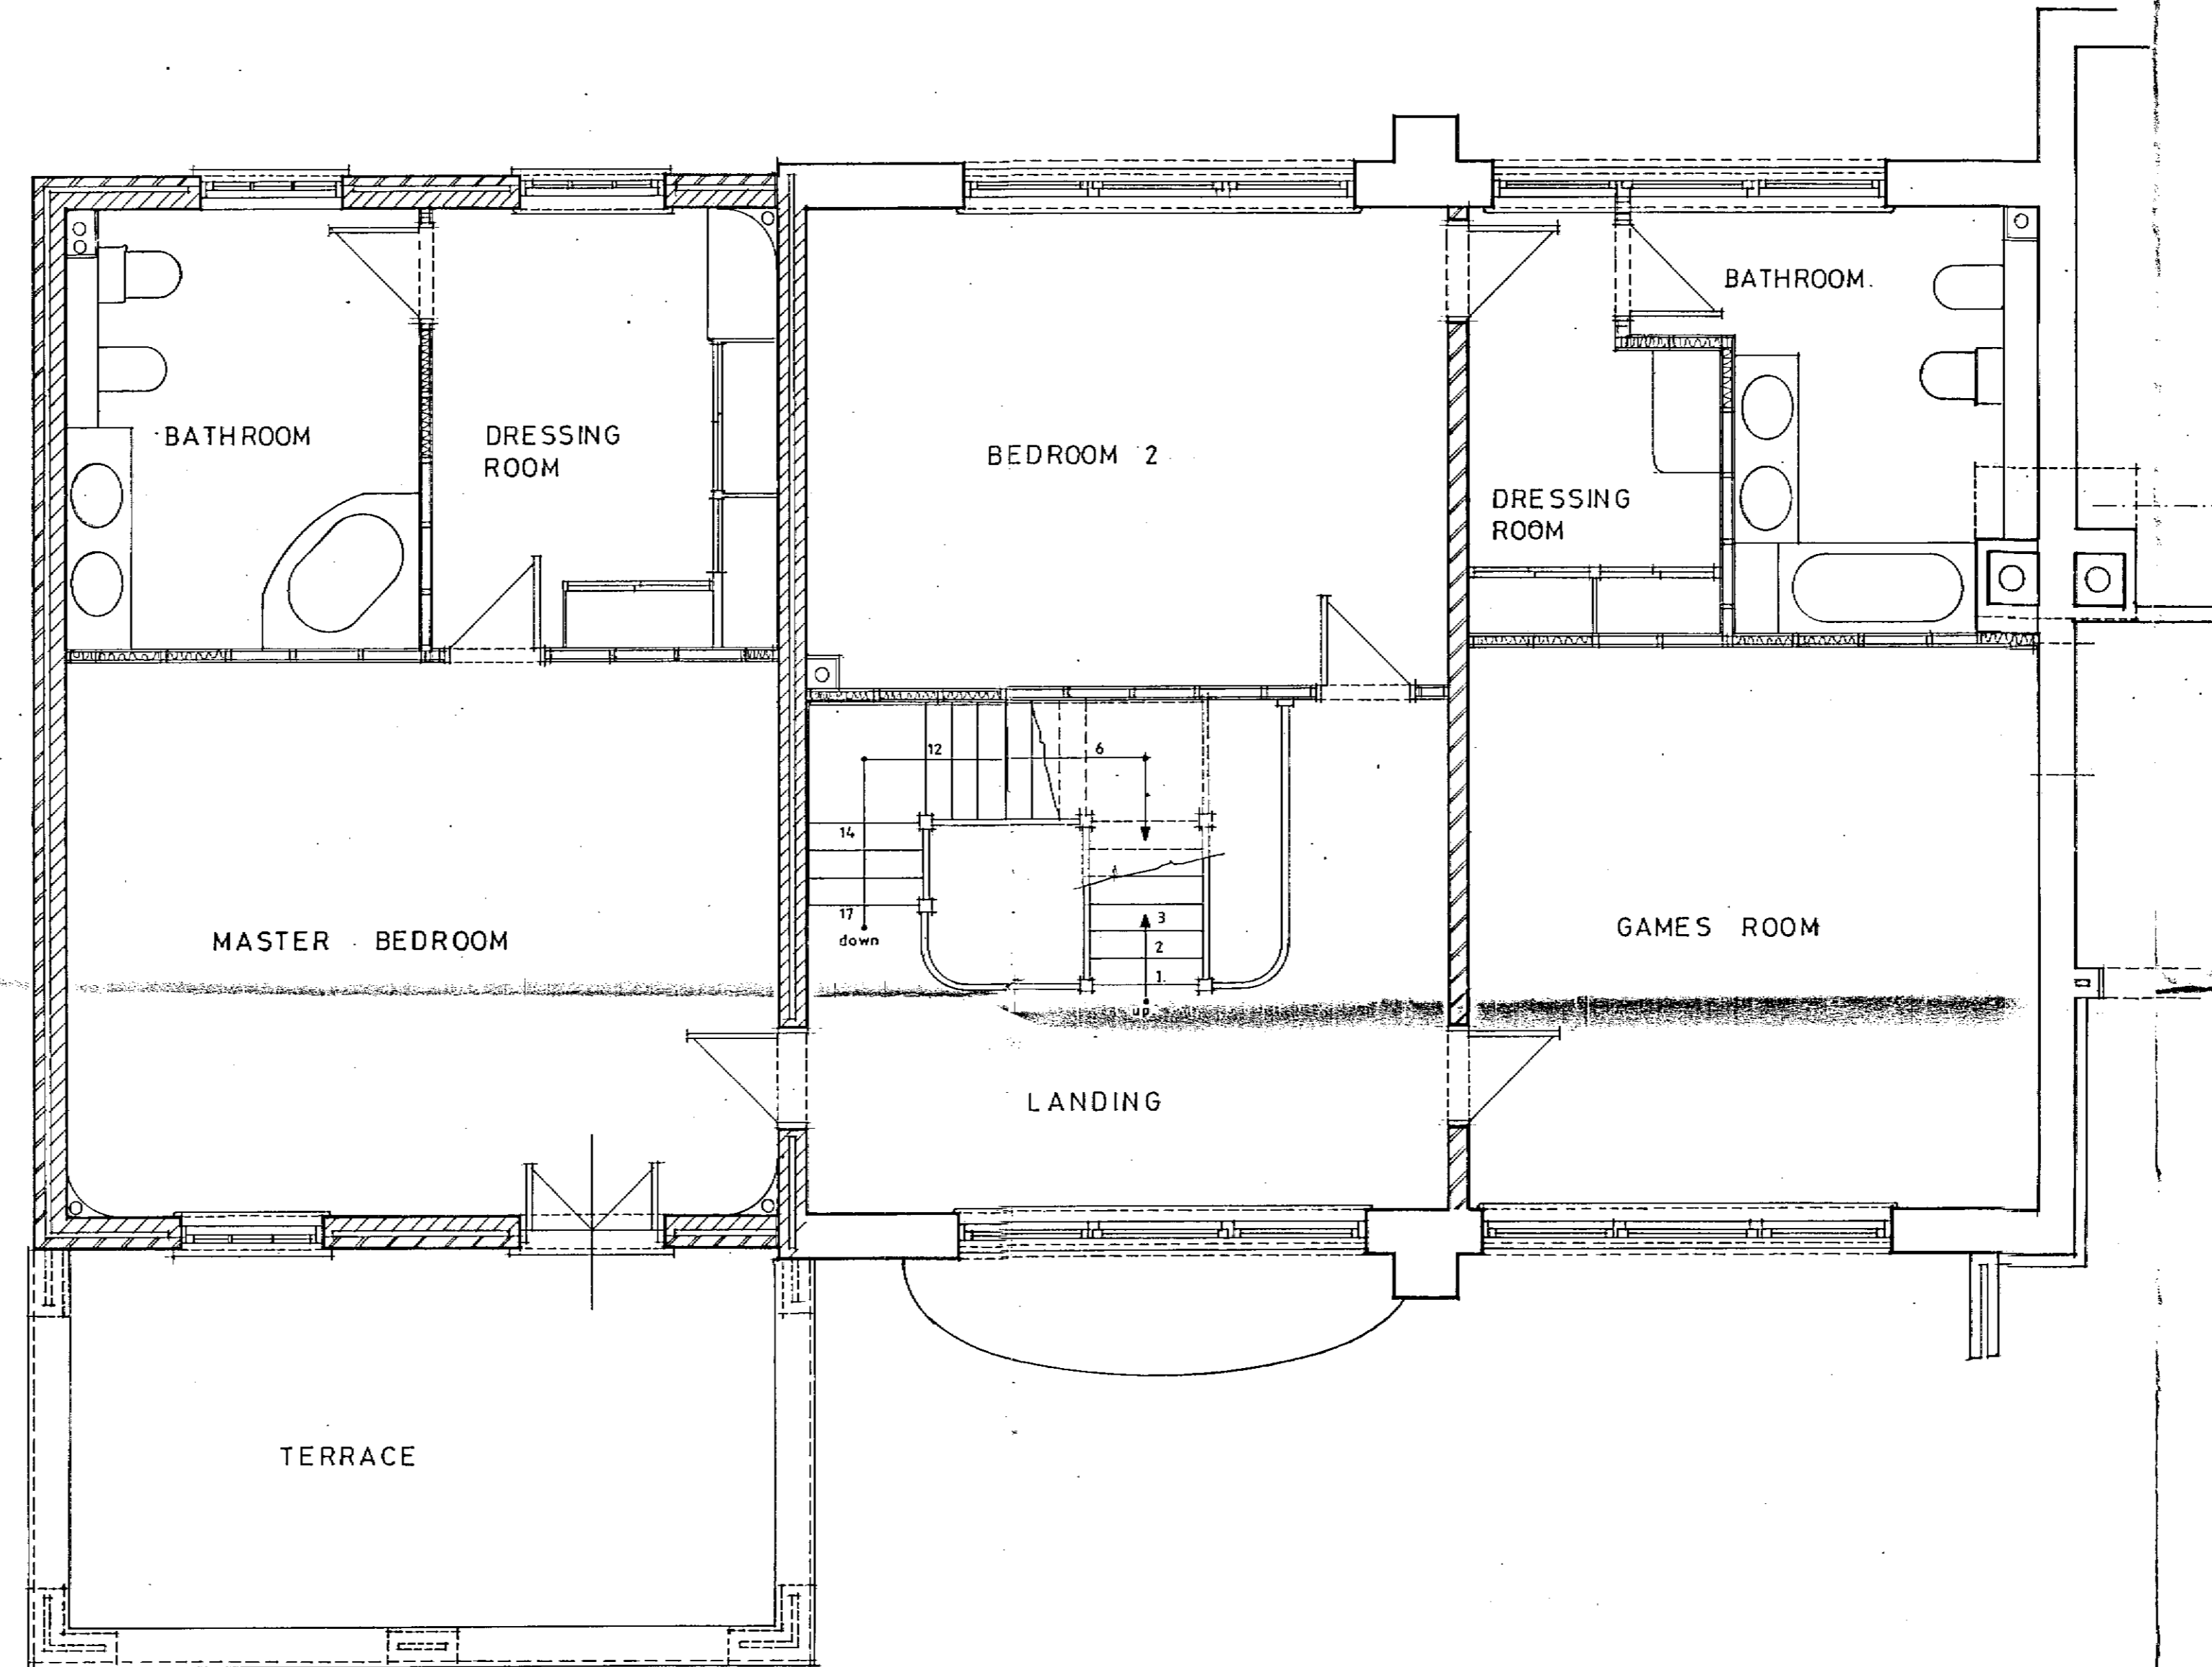 BATHROOM
DRESSING
ROOM
BEDROOM 2
BATHROOM
DRESSING
ROOM
12
6
14
17
down
3
2
1
up
MASTER BEDROOM
GAMES ROOM
LANDING
TERRACE